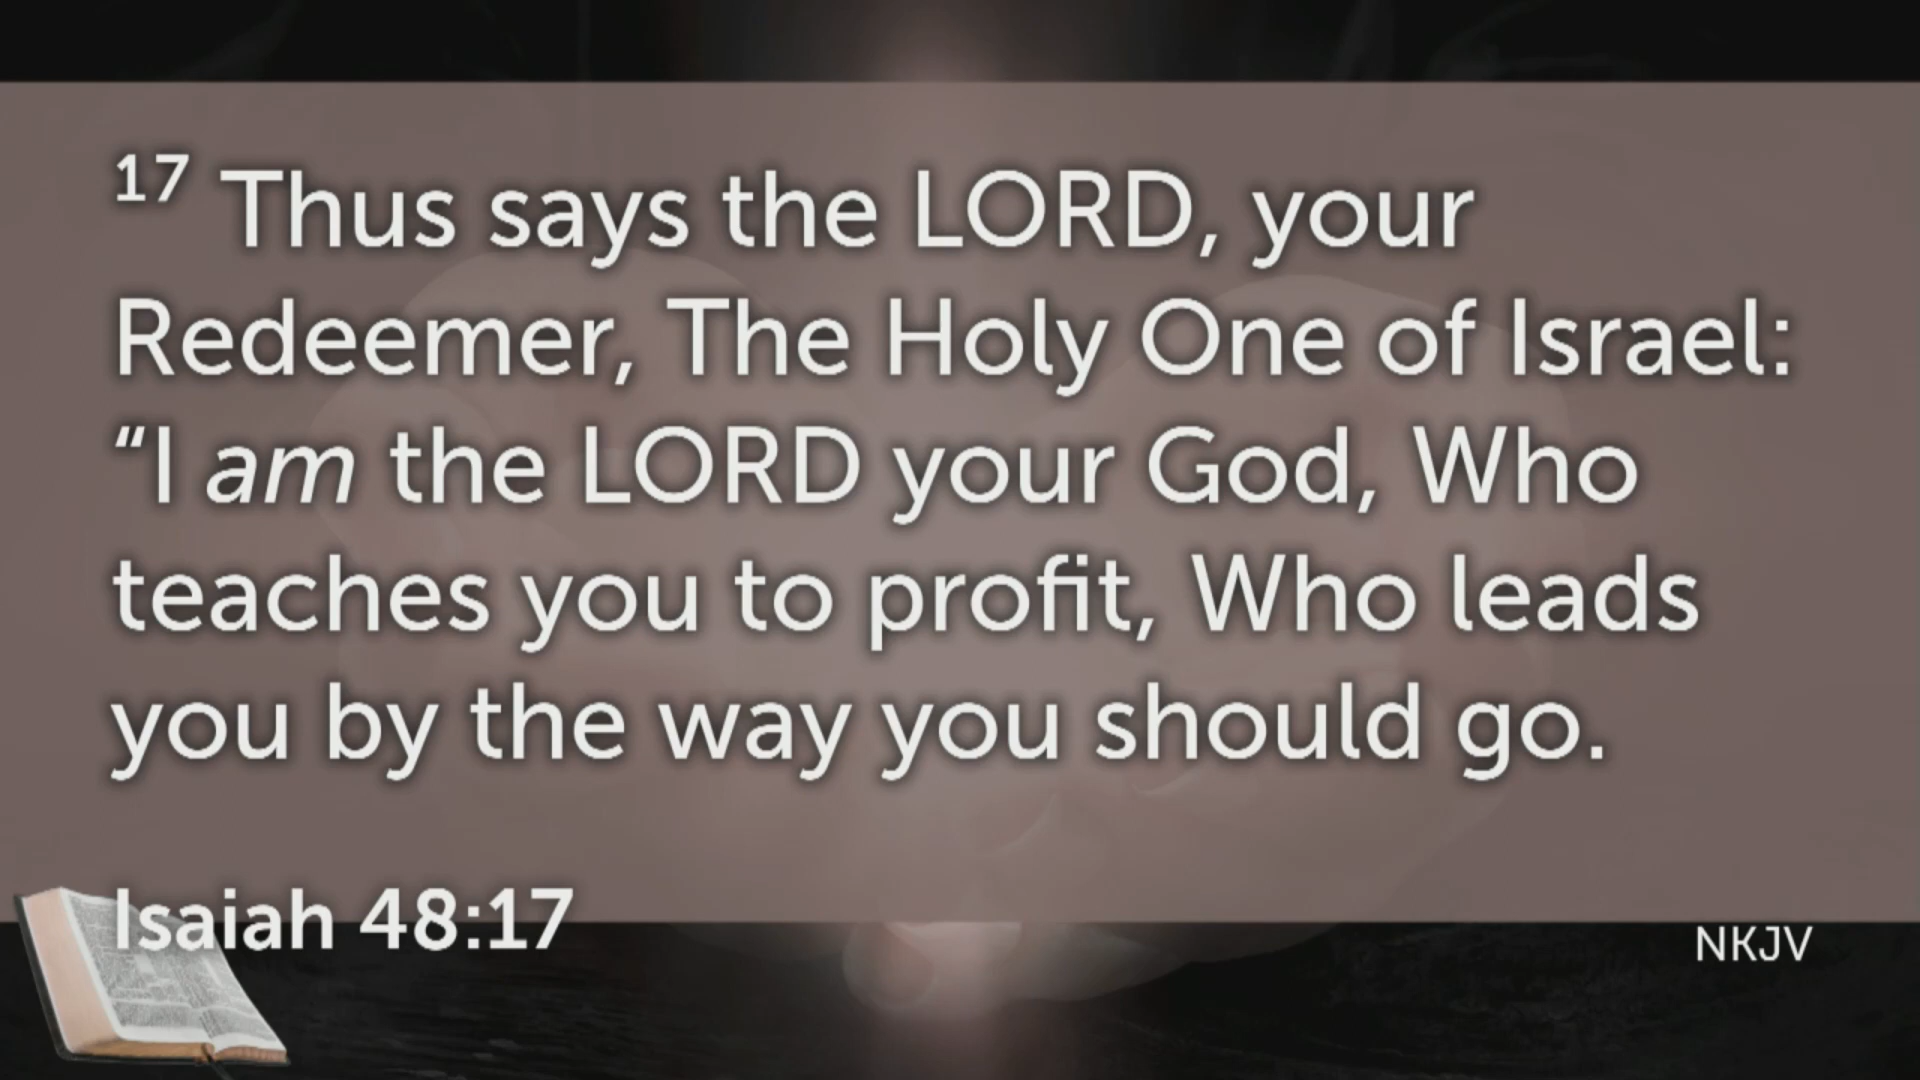 17 Thus says the LORD, your
Redeemer, The Holy One of Israel:
“I am the LORD your God, Who
teaches you to profit, Who leads
you by the way you should go.
Isaiah 48:17
NKJV